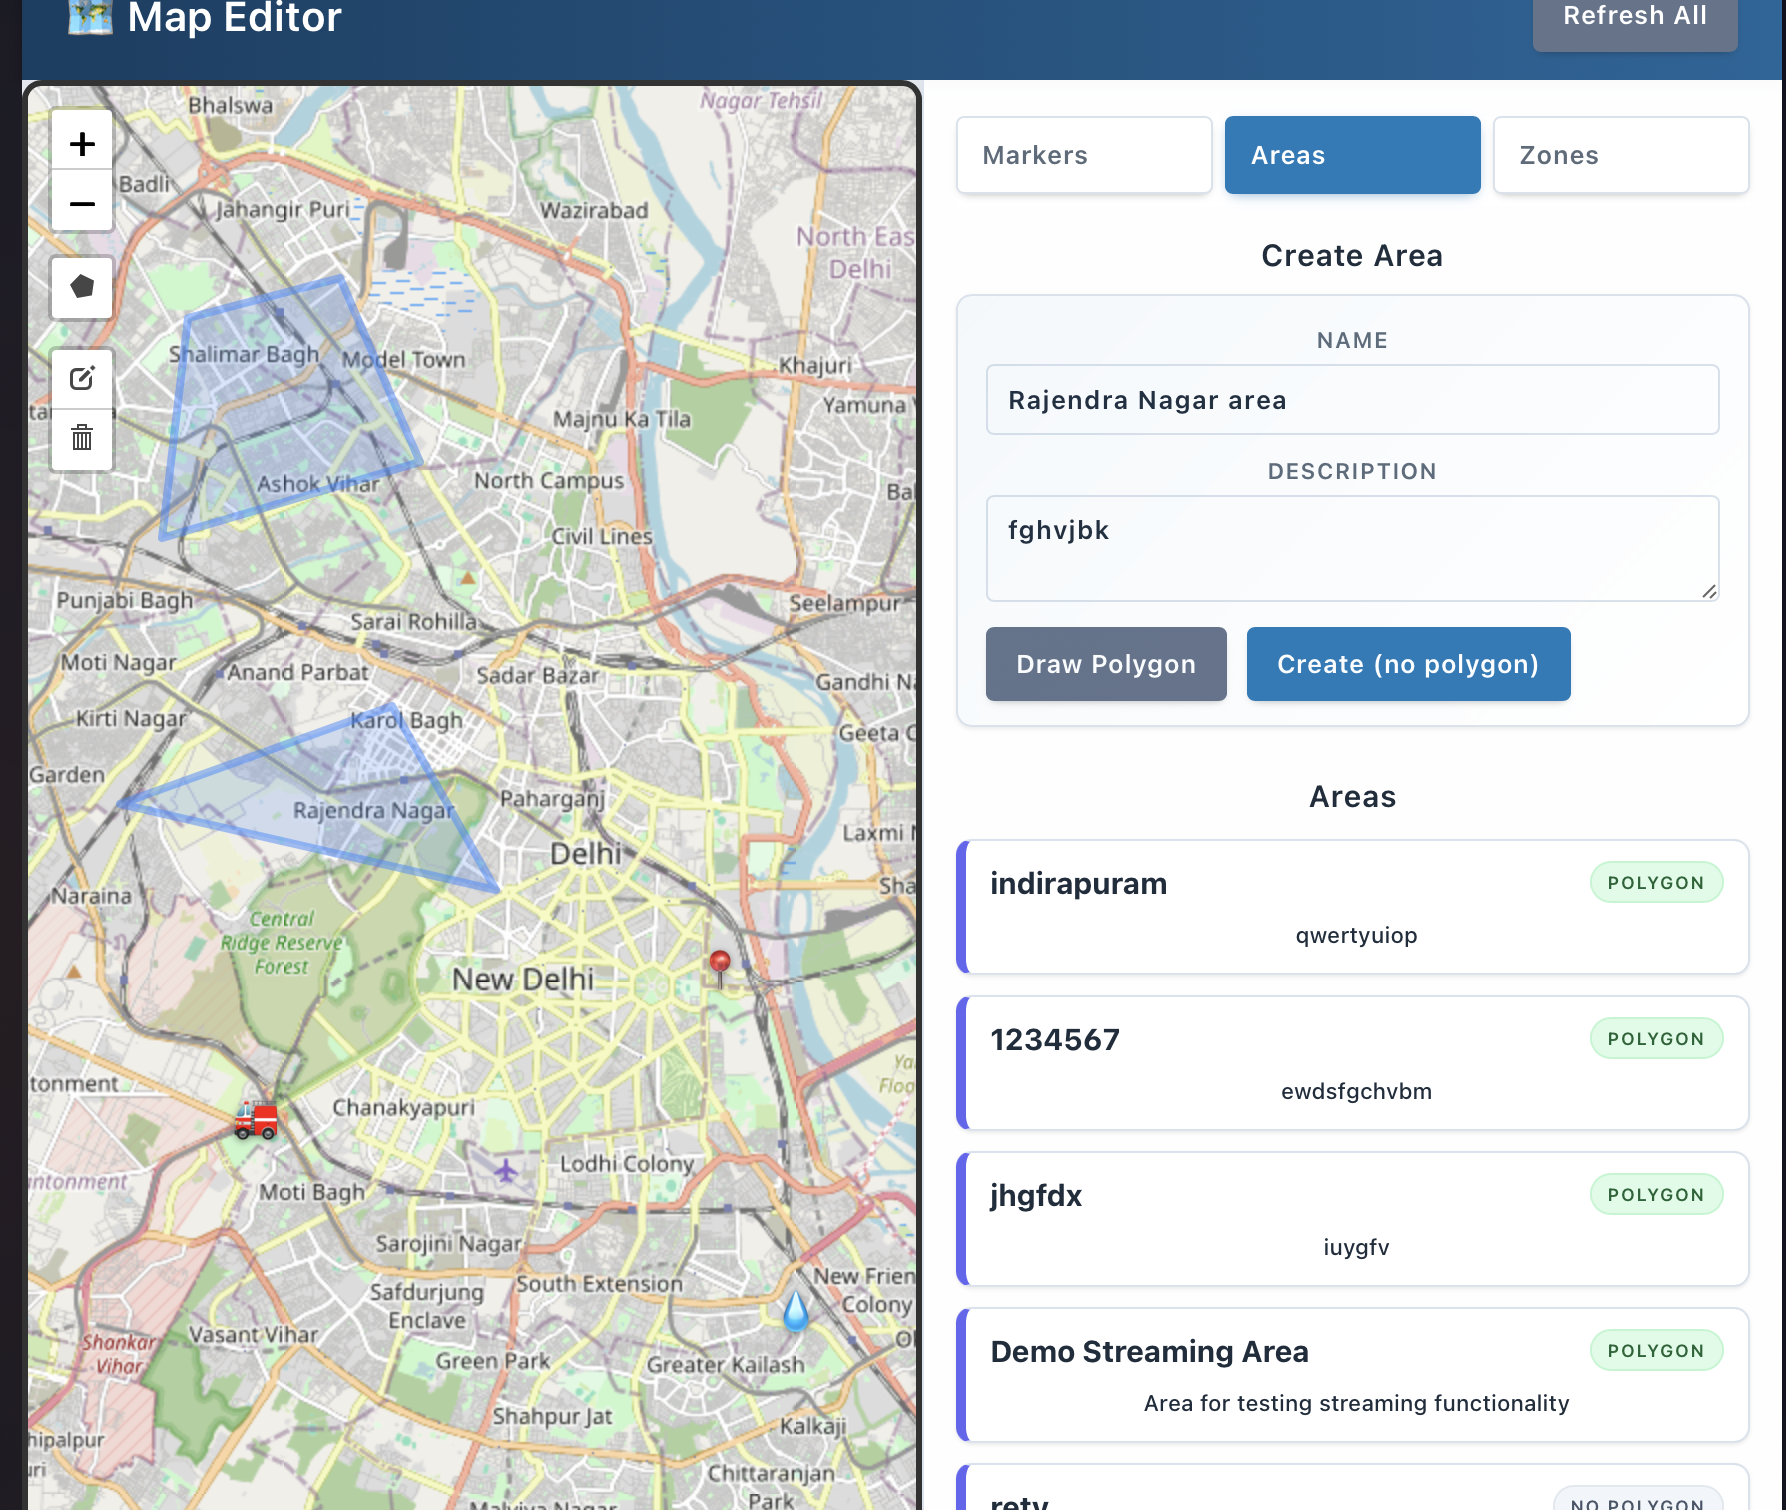 Map Editor
Refresh All
Bhalswa
Nagar Tehsil
Badli
Jahangir Puri
Wazirabad
North Eas
Delhi
Shalimar Bagh
Model Town
Khajuri
Majnu Ka Tila
Yamuna
Ashok Vihar
North Campus
Civil Lines
Punjabi Bagh
Sarai Rohilla
Seelampur
Moti Nagar
Anand Parbat
Sadar Bazar
Gandhi Na
Kirti Nagar
Karol Bagh
Geeta C
Garden
Rajendra Nagar
Paharganj
Laxmi
Delhi
Naraina
Sha
Central
Ridge Reserve
Forest
New Delhi
tonment
Chanakyapuri
Lodhi Colony
antonment
Moti Bagh
Sarojini Nagar
Safdurjung
Enclave
South Extension
New Frien
Colony
Shankar
Vihar
Vasant Vihar
Green Park
Greater Kailash
Shahpur Jat
Kalkaji
hipalpur
uri
Chittaranjan
Park
Malviya Nagar
+
−
Markers
Areas
Zones
Create Area
NAME
Rajendra Nagar area
DESCRIPTION
fghvjbk
Draw Polygon
Create (no polygon)
Areas
indirapuram
POLYGON
qwertyuiop
1234567
POLYGON
ewdsfgchvbm
jhgfdx
POLYGON
iuygfv
Demo Streaming Area
POLYGON
Area for testing streaming functionality
NO POLYGON